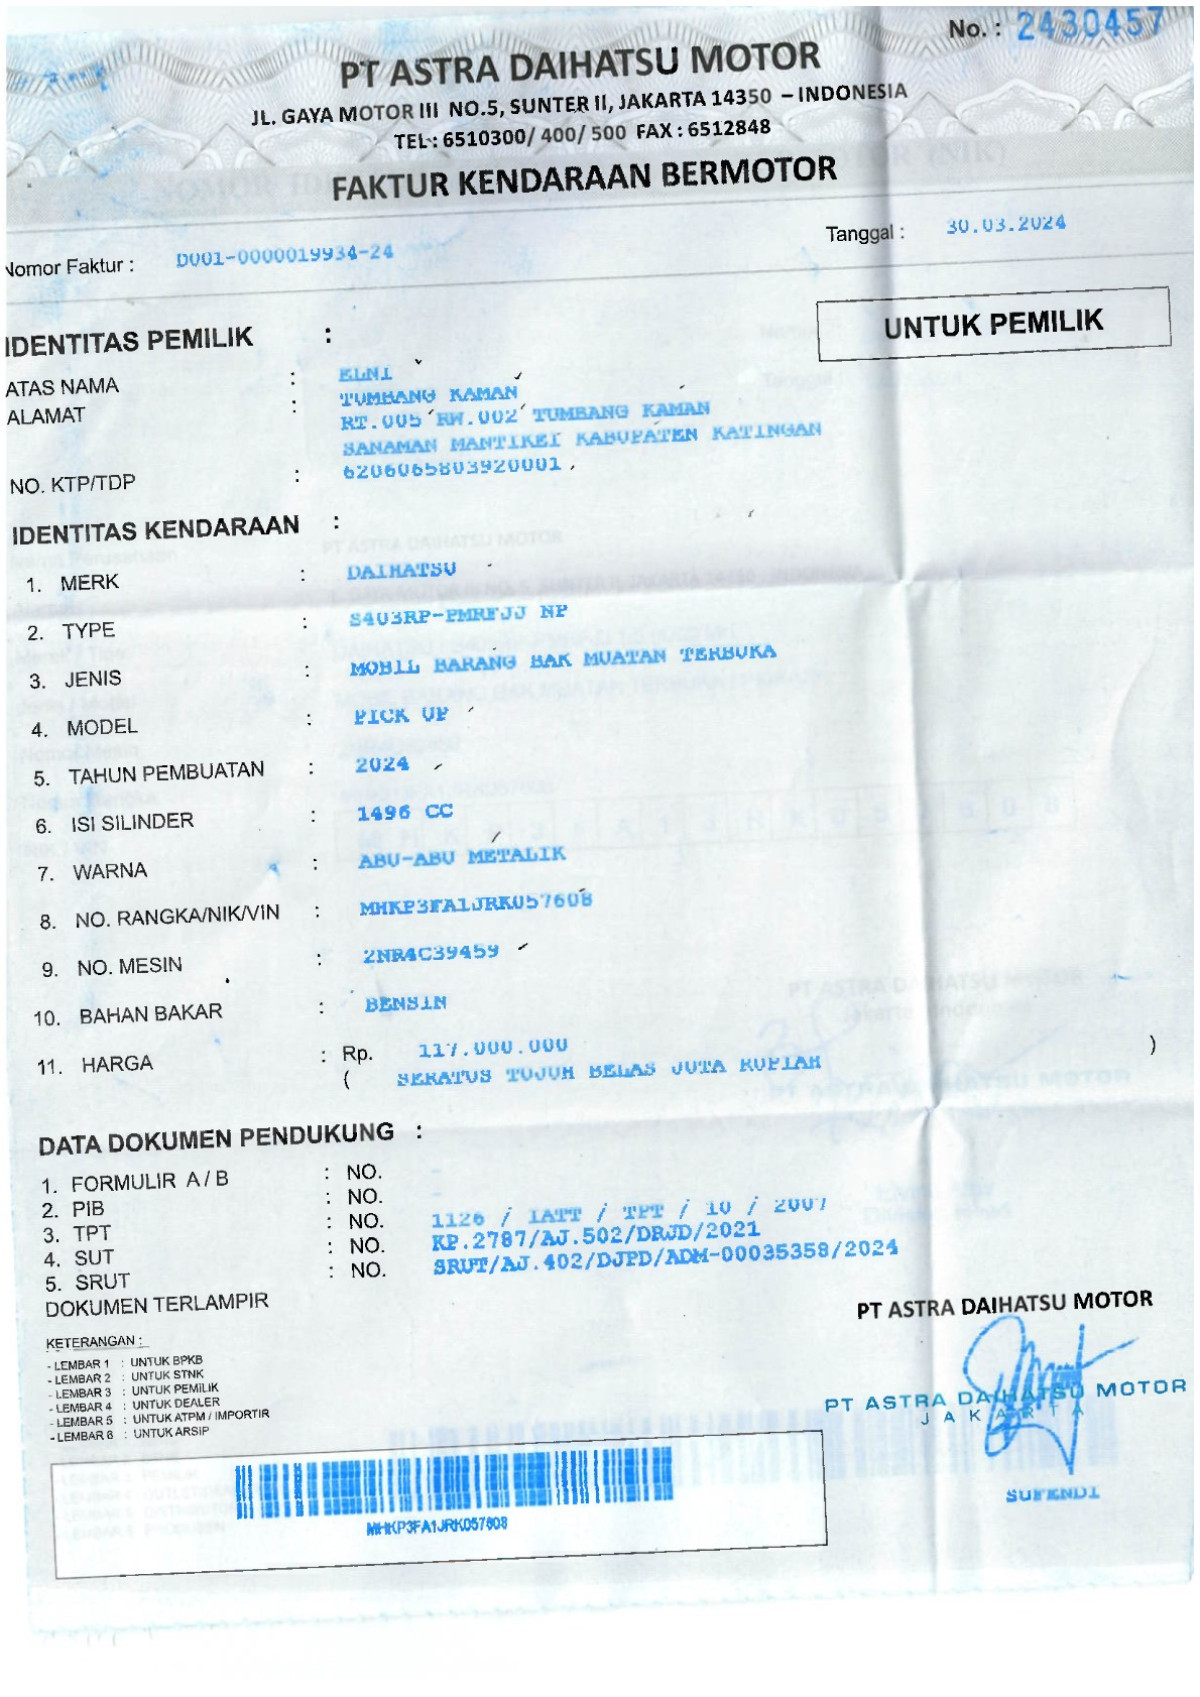 No. : 2430457
PT ASTRA DAIHATSU MOTOR
JL. GAYA MOTOR III NO.5, SUNTER II, JAKARTA 14350 – INDONESIA
TEL : 6510300/ 400/ 500 FAX : 6512848
FAKTUR KENDARAAN BERMOTOR
Nomor Faktur : D001-0000019934-24
Tanggal : 30.03.2024
UNTUK PEMILIK
IDENTITAS PEMILIK :
ATAS NAMA : ELNI
ALAMAT : TUMBANG KAMAN
RT.005 RW.002 TUMBANG KAMAN
SANAMAN MANTIKEI KABUPATEN KATINGAN
NO. KTP/TDP : 6206065803920001
IDENTITAS KENDARAAN :
1. MERK : DAIHATSU
2. TYPE : S403RP-PMRFJJ NP
3. JENIS : MOBIL BARANG BAK MUATAN TERBUKA
4. MODEL : PICK UP
5. TAHUN PEMBUATAN : 2024
6. ISI SILINDER : 1496 CC
7. WARNA : ABU-ABU METALIK
8. NO. RANGKA/NIK/VIN : MHKP3FA1JRK057608
9. NO. MESIN : 2NR4C39459
10. BAHAN BAKAR : BENSIN
11. HARGA : Rp. 117.000.000
( SERATUS TUJUH BELAS JUTA RUPIAH )
DATA DOKUMEN PENDUKUNG :
1. FORMULIR A / B : NO.
2. PIB : NO.
3. TPT : NO. 1126 / IATT / TPT / 10 / 2007
4. SUT : NO. KP.2787/AJ.502/DRJD/2021
5. SRUT : NO. SRUT/AJ.402/DJPD/ADM-00035358/2024
DOKUMEN TERLAMPIR
PT ASTRA DAIHATSU MOTOR
KETERANGAN :
- LEMBAR 1 : UNTUK BPKB
- LEMBAR 2 : UNTUK STNK
- LEMBAR 3 : UNTUK PEMILIK
- LEMBAR 4 : UNTUK DEALER
- LEMBAR 5 : UNTUK ATPM / IMPORTIR
- LEMBAR 6 : UNTUK ARSIP
PT ASTRA DAIHATSU MOTOR
JAKARTA
SUFENDI
MHKP3FA1JRK057608